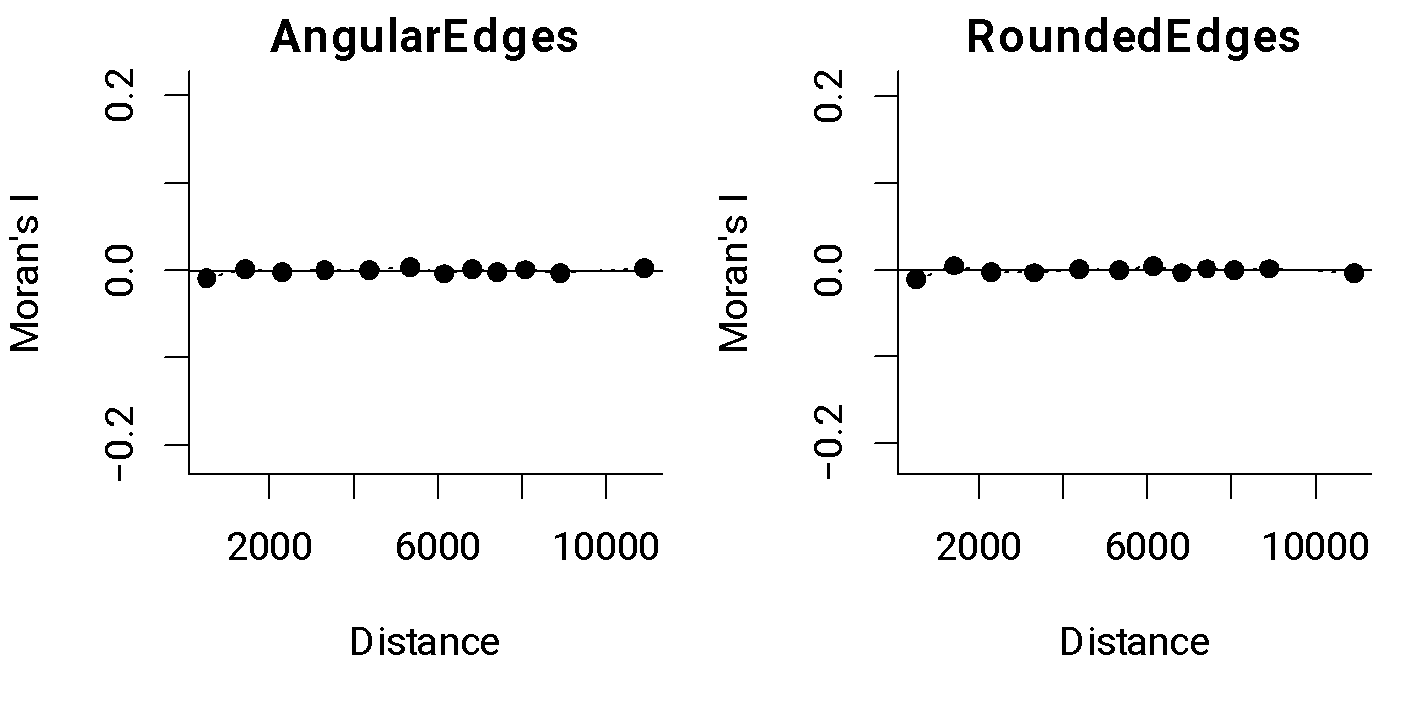 AngularEdges
0.2
0.0
−0.2
Moran's I
2000 6000 10000
Distance
RoundedEdges
0.2
0.0
−0.2
Moran's I
2000 6000 10000
Distance